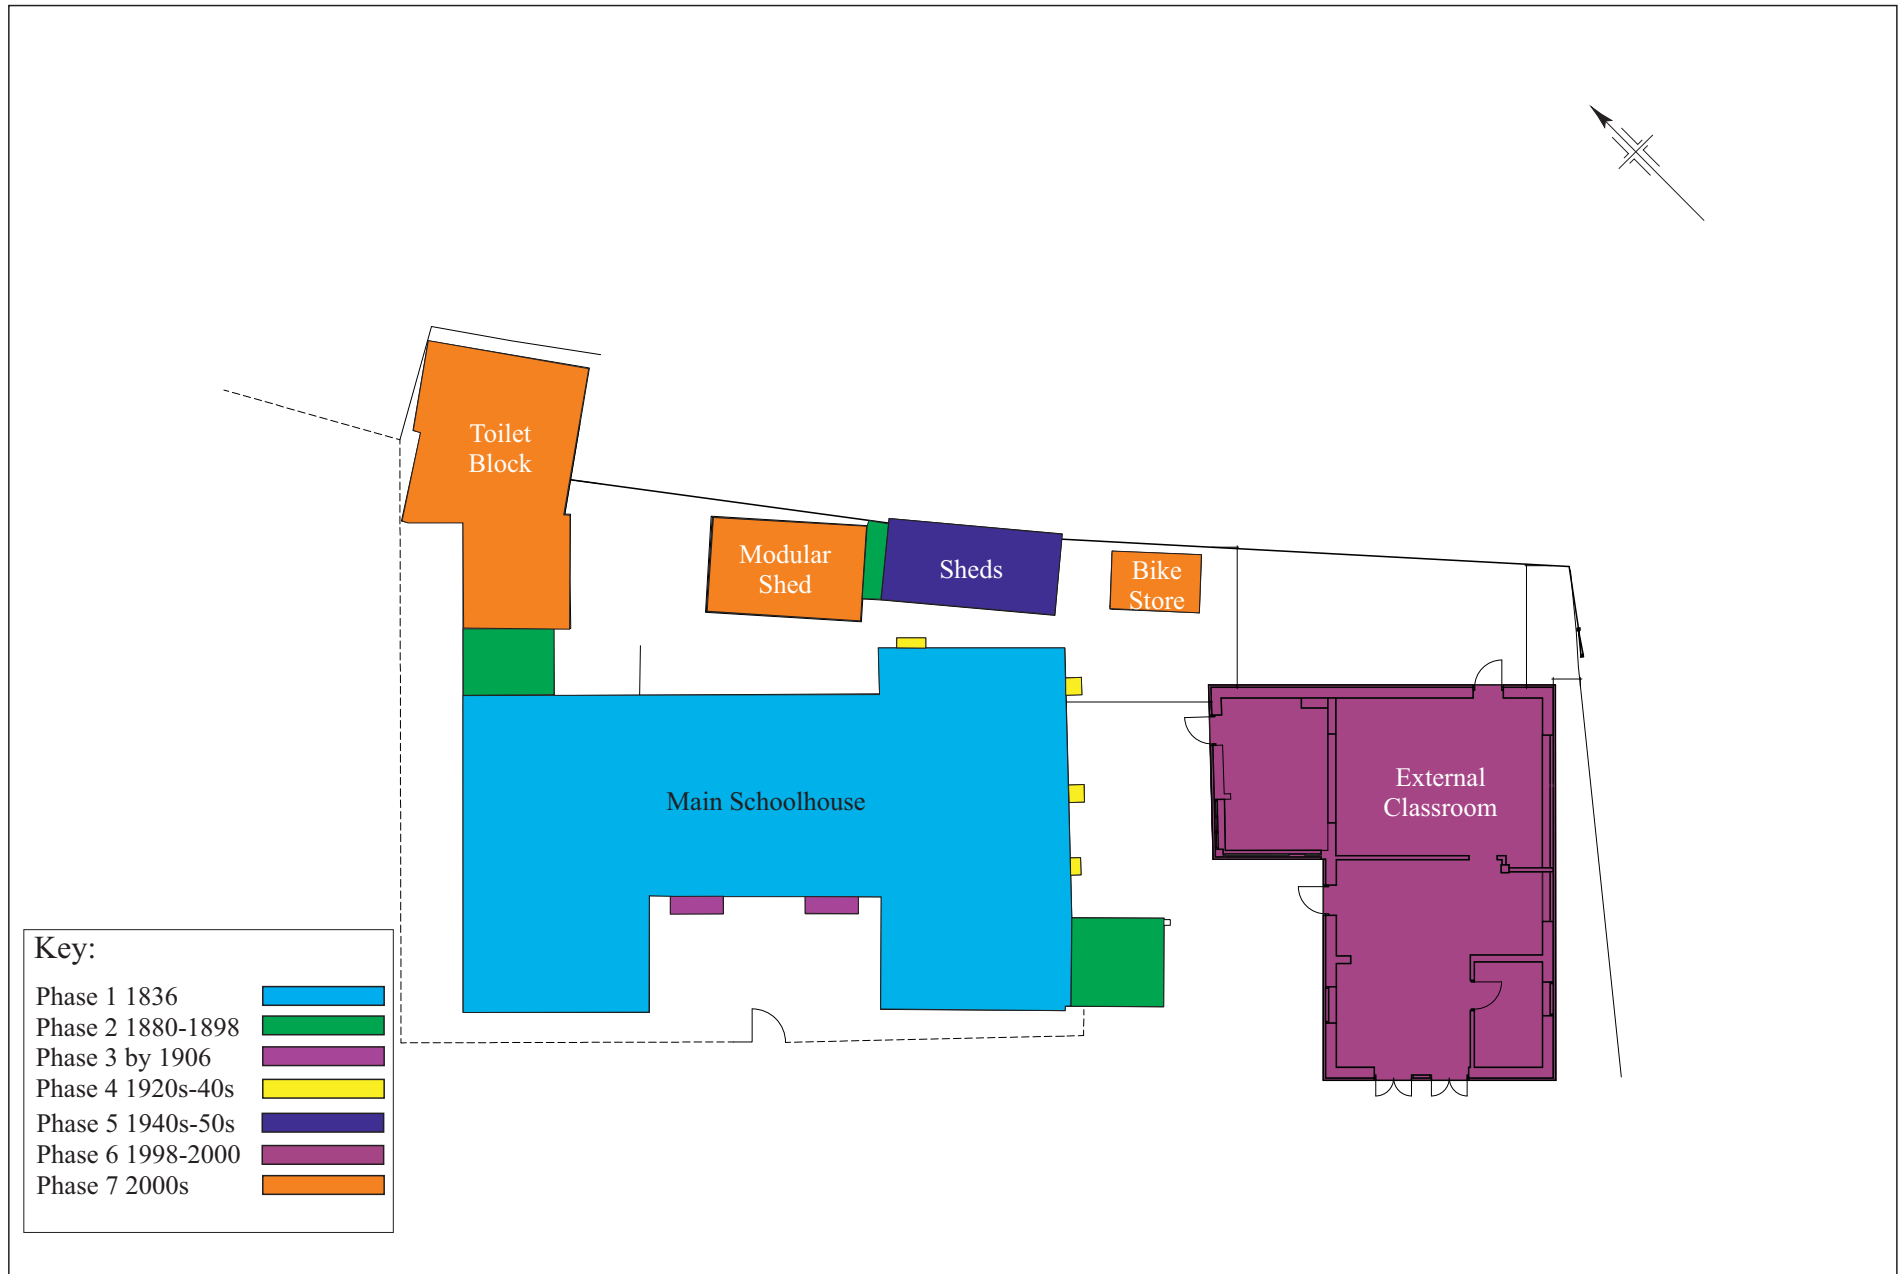 Toilet
Block
Modular
Shed
Sheds
Bike
Store
Main Schoolhouse
External
Classroom
Key:
Phase 1 1836
Phase 2 1880-1898
Phase 3 by 1906
Phase 4 1920s-40s
Phase 5 1940s-50s
Phase 6 1998-2000
Phase 7 2000s